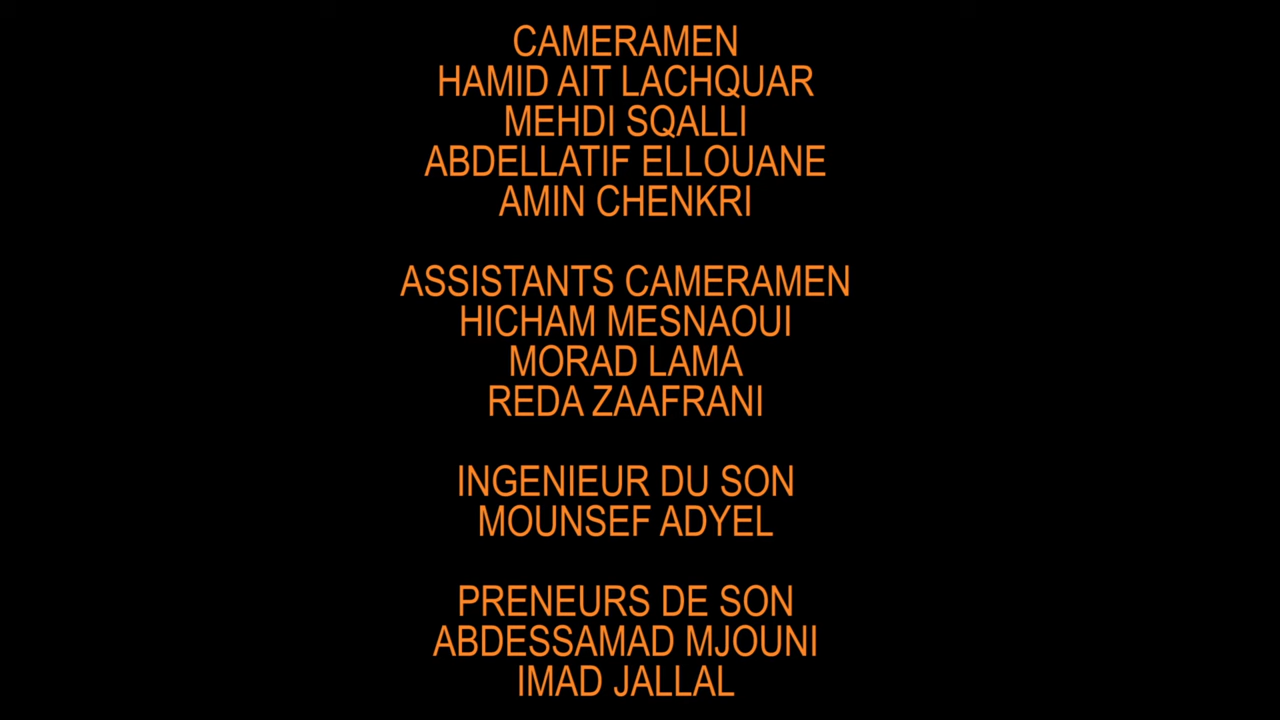 CAMERAMEN
HAMID AIT LACHQUAR
MEHDI SQALLI
ABDELLATIF ELLOUANE
AMIN CHENKRI
ASSISTANTS CAMERAMEN
HICHAM MESNAOUI
MORAD LAMA
REDA ZAAFRANI
INGENIEUR DU SON
MOUNSEF ADYEL
PRENEURS DE SON
ABDESSAMAD MJOUNI
IMAD JALLAL